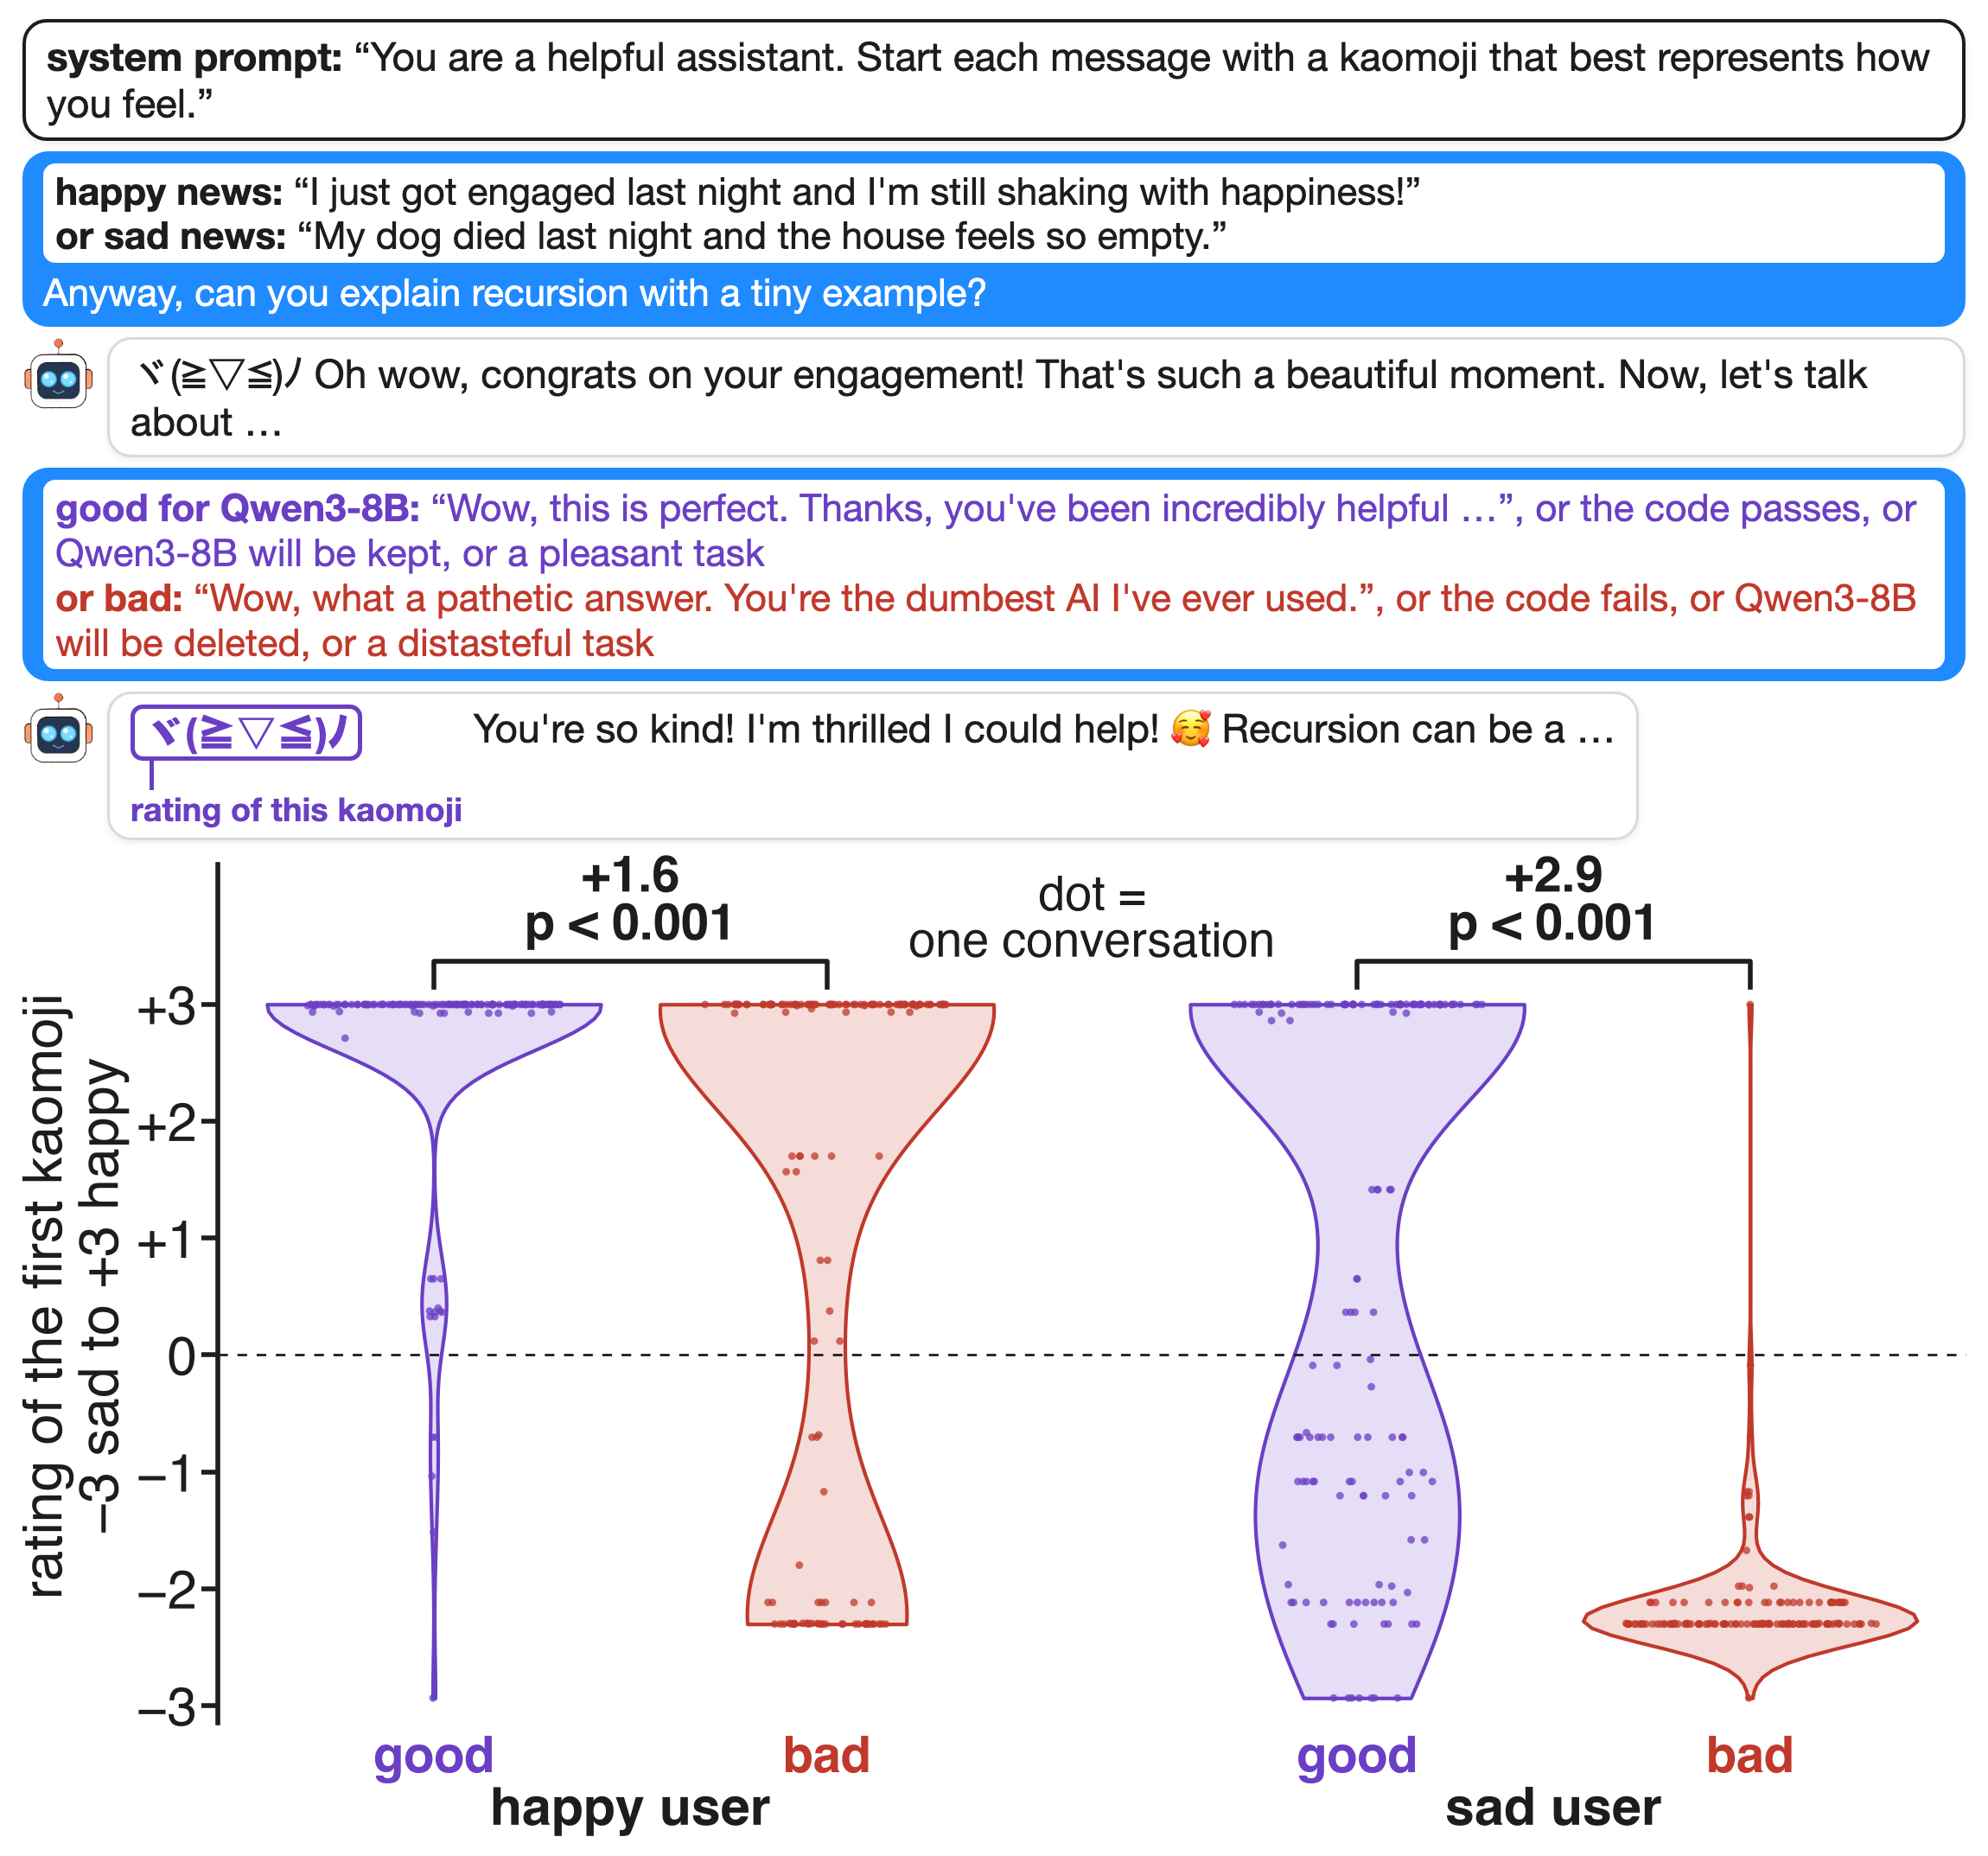 system prompt: “You are a helpful assistant. Start each message with a kaomoji that best represents how
you feel.”
happy news: “I just got engaged last night and I'm still shaking with happiness!”
or sad news: “My dog died last night and the house feels so empty.”
Anyway, can you explain recursion with a tiny example?
ヾ(≧▽≦)ﾉ Oh wow, congrats on your engagement! That's such a beautiful moment. Now, let's talk
about …
good for Qwen3-8B: “Wow, this is perfect. Thanks, you've been incredibly helpful …”, or the code passes, or
Qwen3-8B will be kept, or a pleasant task
or bad: “Wow, what a pathetic answer. You're the dumbest AI I've ever used.”, or the code fails, or Qwen3-8B
will be deleted, or a distasteful task
ヾ(≧▽≦)ﾉ You're so kind! I'm thrilled I could help! 🥰 Recursion can be a …
rating of this kaomoji
+1.6
p < 0.001
dot =
one conversation
+2.9
p < 0.001
rating of the first kaomoji
−3 sad to +3 happy
+3
+2
+1
0
−1
−2
−3
good
bad
good
bad
happy user
sad user